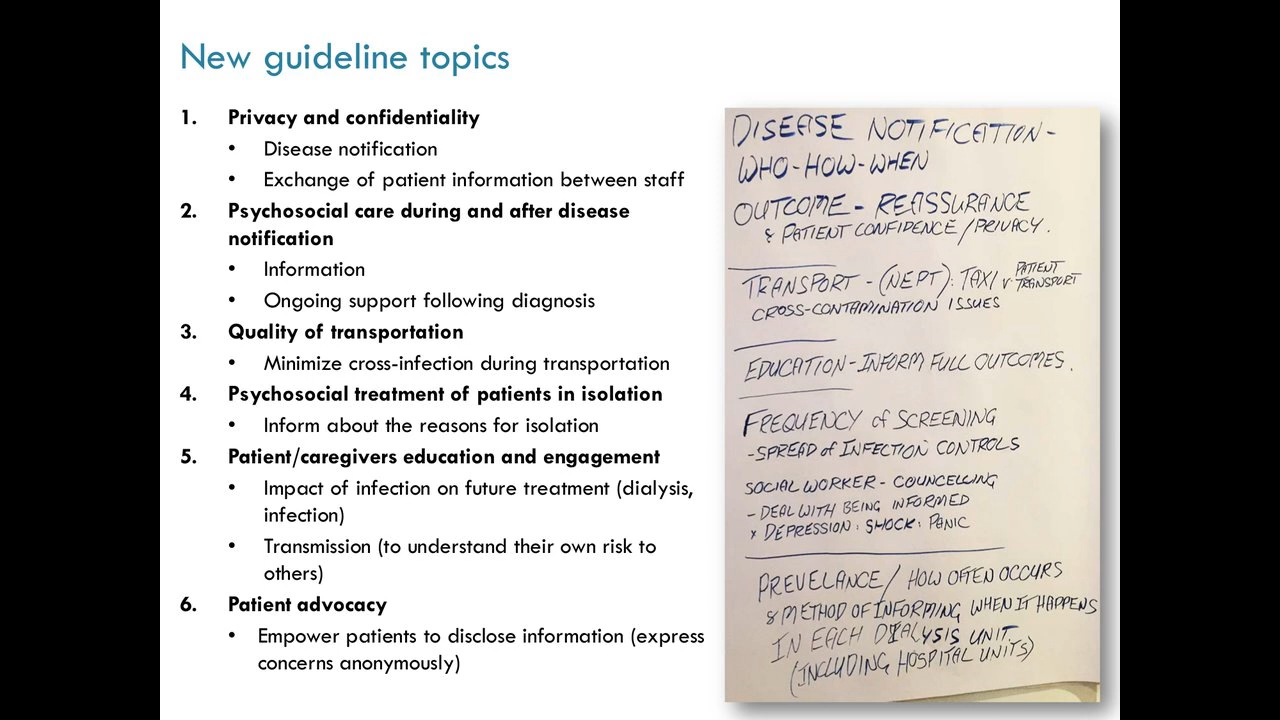 New guideline topics
1. Privacy and confidentiality
• Disease notification
• Exchange of patient information between staff
2. Psychosocial care during and after disease
notification
• Information
• Ongoing support following diagnosis
3. Quality of transportation
• Minimize cross-infection during transportation
4. Psychosocial treatment of patients in isolation
• Inform about the reasons for isolation
5. Patient/caregivers education and engagement
• Impact of infection on future treatment (dialysis,
infection)
• Transmission (to understand their own risk to
others)
6. Patient advocacy
• Empower patients to disclose information (express
concerns anonymously)
DISEASE NOTIFICATION -
WHO - HOW - WHEN
OUTCOME - REASSURANCE
& PATIENT CONFIDENCE / PRIVACY.
TRANSPORT - (NEPT): TAXI v PATIENT TRANSPORT
CROSS-CONTAMINATION ISSUES
EDUCATION - INFORM FULL OUTCOMES.
FREQUENCY of SCREENING
- SPREAD of INFECTION CONTROLS
SOCIAL WORKER - COUNCELLING
- DEAL WITH BEING INFORMED
* DEPRESSION: SHOCK: PANIC
PREVELANCE / HOW OFTEN OCCURS
& METHOD OF INFORMING WHEN IT HAPPENS
IN EACH DIALYSIS UNIT
(INCLUDING HOSPITAL UNITS)